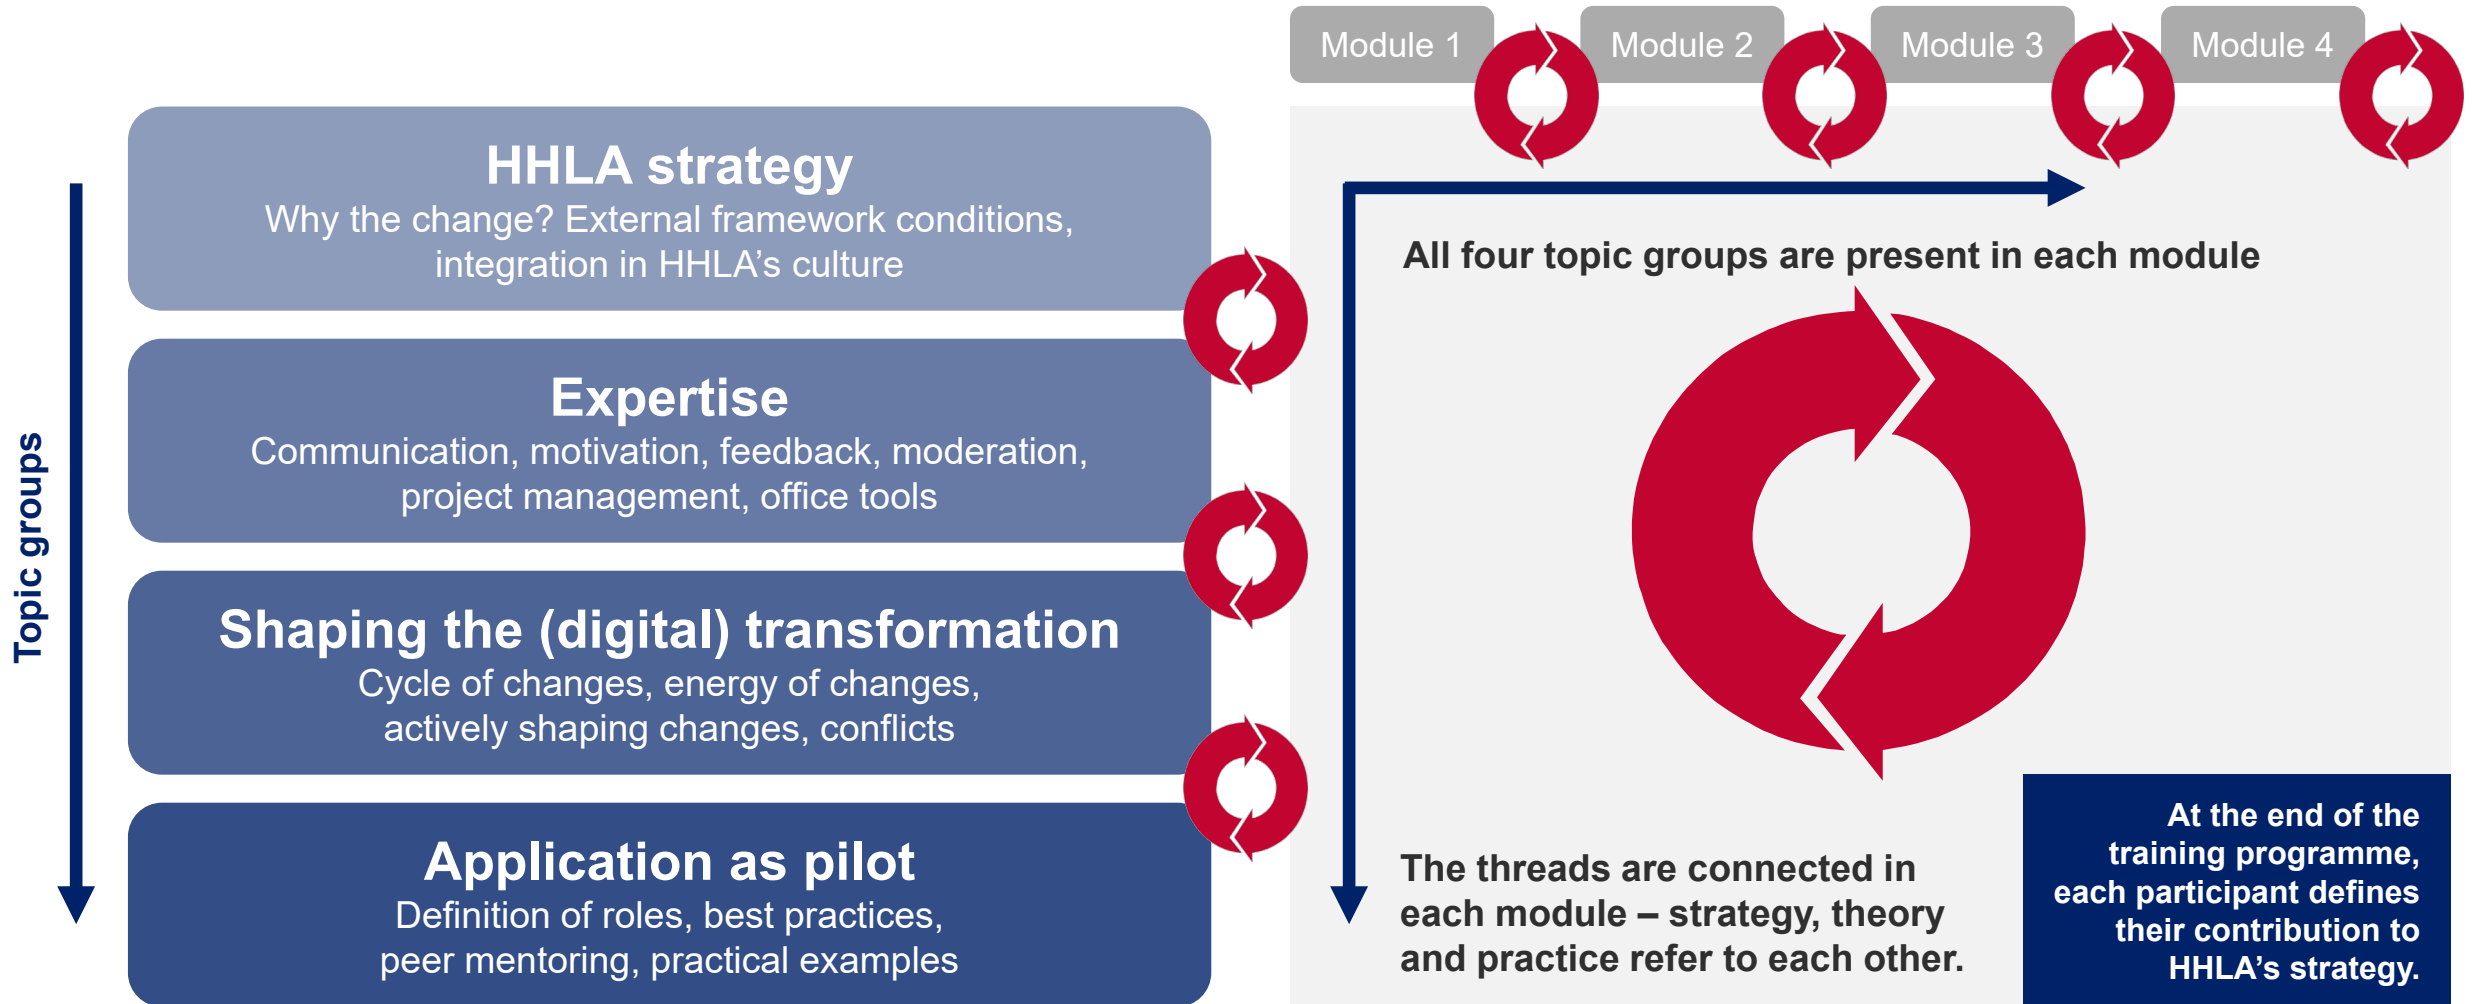 Module 1
Module 2
Module 3
Module 4
Topic groups
HHLA strategy
Why the change? External framework conditions,
integration in HHLA’s culture
Expertise
Communication, motivation, feedback, moderation,
project management, office tools
Shaping the (digital) transformation
Cycle of changes, energy of changes,
actively shaping changes, conflicts
Application as pilot
Definition of roles, best practices,
peer mentoring, practical examples
All four topic groups are present in each module
The threads are connected in
each module – strategy, theory
and practice refer to each other.
At the end of the
training programme,
each participant defines
their contribution to
HHLA’s strategy.